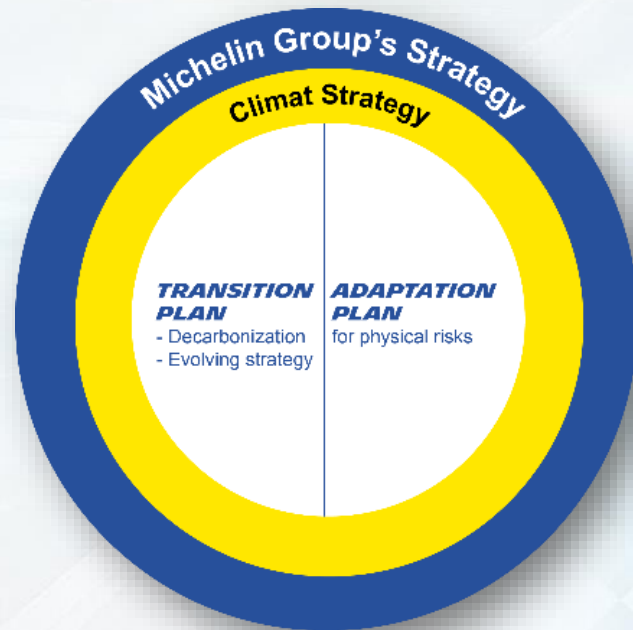 Michelin Group's Strategy
Climat Strategy
TRANSITION
PLAN
- Decarbonization
- Evolving strategy
ADAPTATION
PLAN
for physical risks